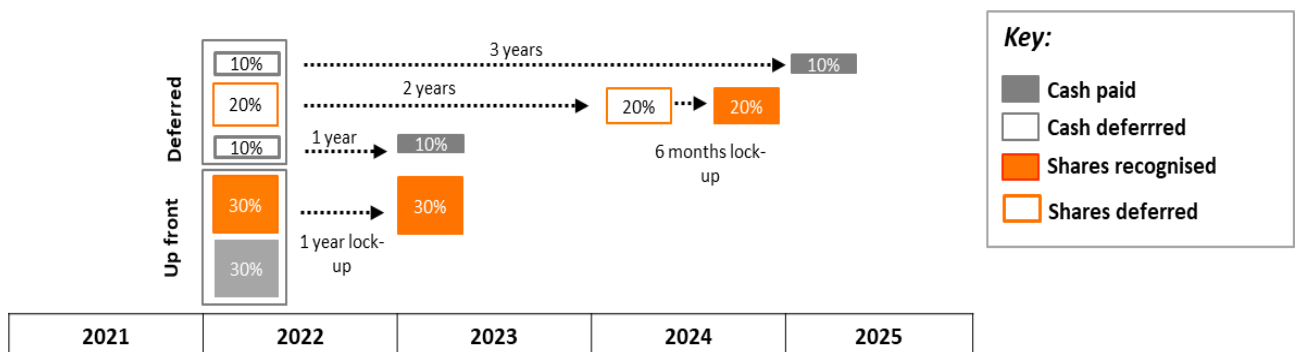 3 years
10%
10%
2 years
20%
20%
20%
Deferred
1 year
10%
10%
6 months lock-
up
30%
30%
1 year lock-
up
30%
Up front
2021
2022
2023
2024
2025
Key:
Cash paid
Cash deferrred
Shares recognised
Shares deferred